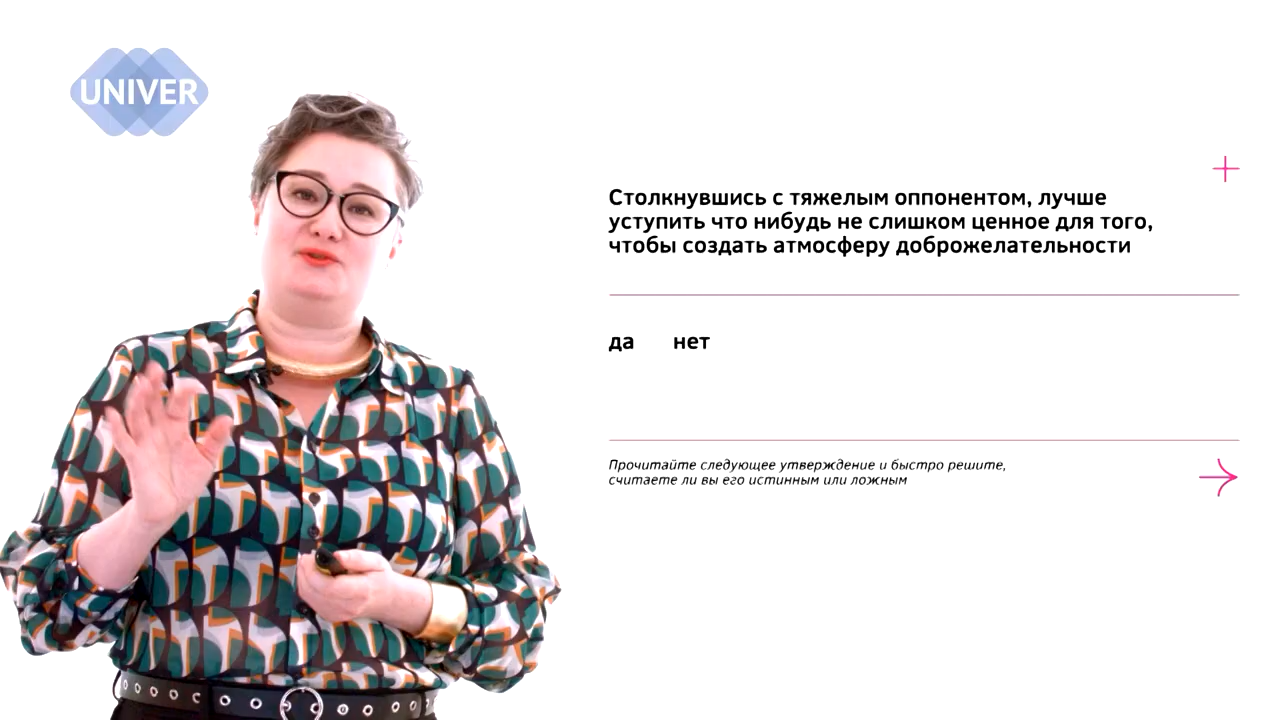 UNIVER
Столкнувшись с тяжелым оппонентом, лучше
уступить что нибудь не слишком ценное для того,
чтобы создать атмосферу доброжелательности
да нет
Прочитайте следующее утверждение и быстро решите,
считаете ли вы его истинным или ложным